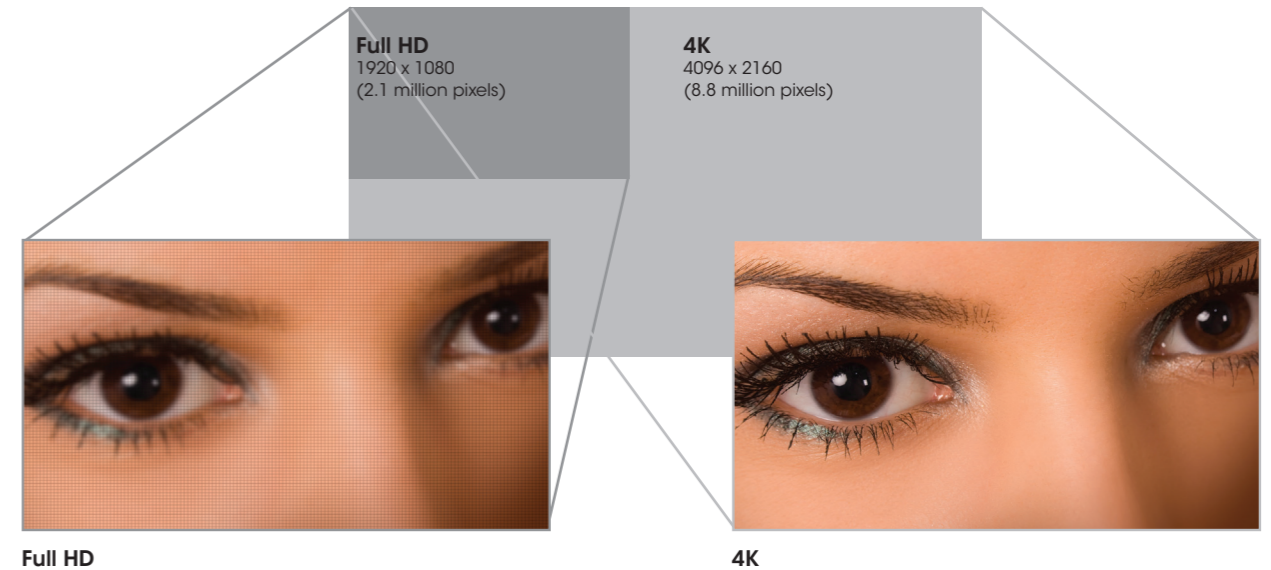 Full HD
1920 x 1080
(2.1 million pixels)
4K
4096 x 2160
(8.8 million pixels)
Full HD
4K